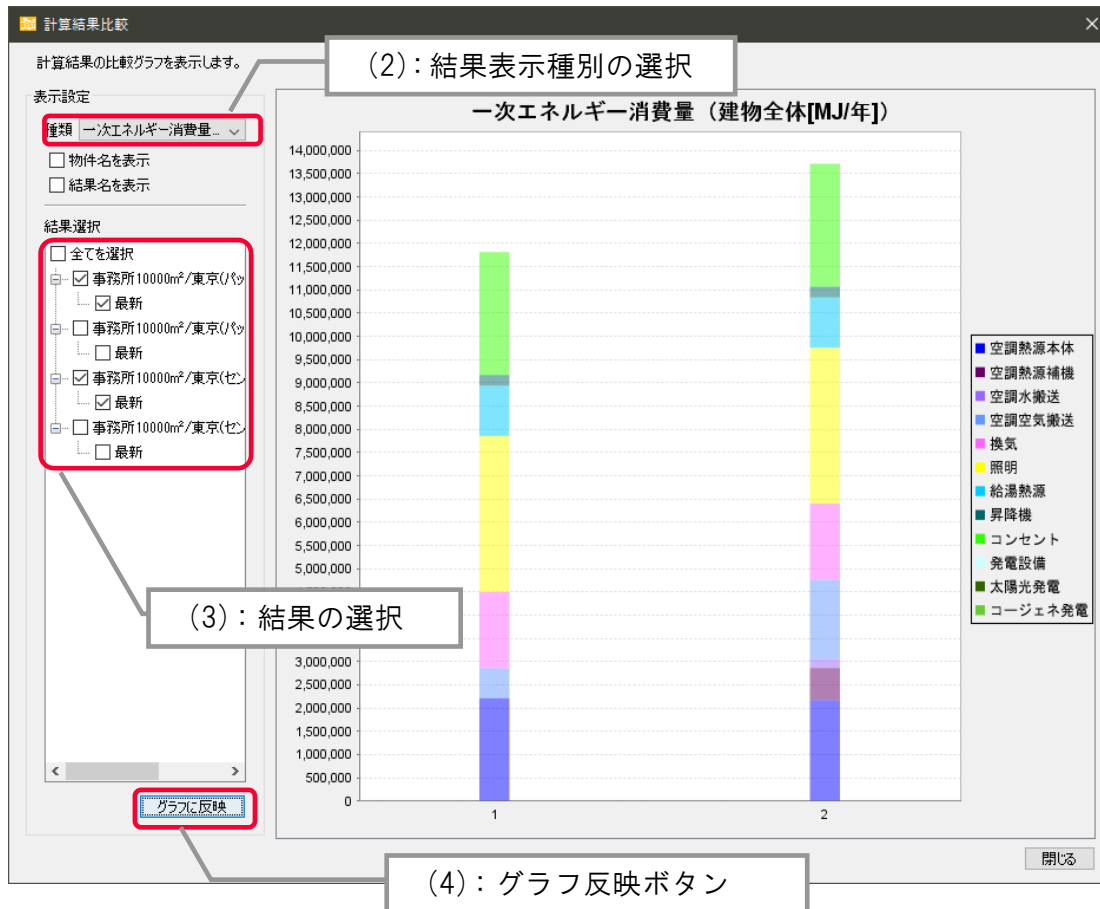 計算結果比較
計算結果の比較グラフを表示します。
(2)：結果表示種別の選択
表示設定
種類 一次エネルギー消費量...
物件名を表示
結果名を表示
結果選択
全てを選択
事務所10000m²/東京(パッ
最新
事務所10000m²/東京(パッ
最新
事務所10000m²/東京(セン
最新
事務所10000m²/東京(セン
最新
(3)：結果の選択
グラフに反映
(4)：グラフ反映ボタン
一次エネルギー消費量（建物全体[MJ/年]）
14,000,000
13,500,000
13,000,000
12,500,000
12,000,000
11,500,000
11,000,000
10,500,000
10,000,000
9,500,000
9,000,000
8,500,000
8,000,000
7,500,000
7,000,000
6,500,000
6,000,000
5,500,000
5,000,000
3,000,000
2,500,000
2,000,000
1,500,000
1,000,000
500,000
0
1
2
空調熱源本体
空調熱源補機
空調水搬送
空調空気搬送
換気
照明
給湯熱源
昇降機
コンセント
発電設備
太陽光発電
コージェネ発電
閉じる